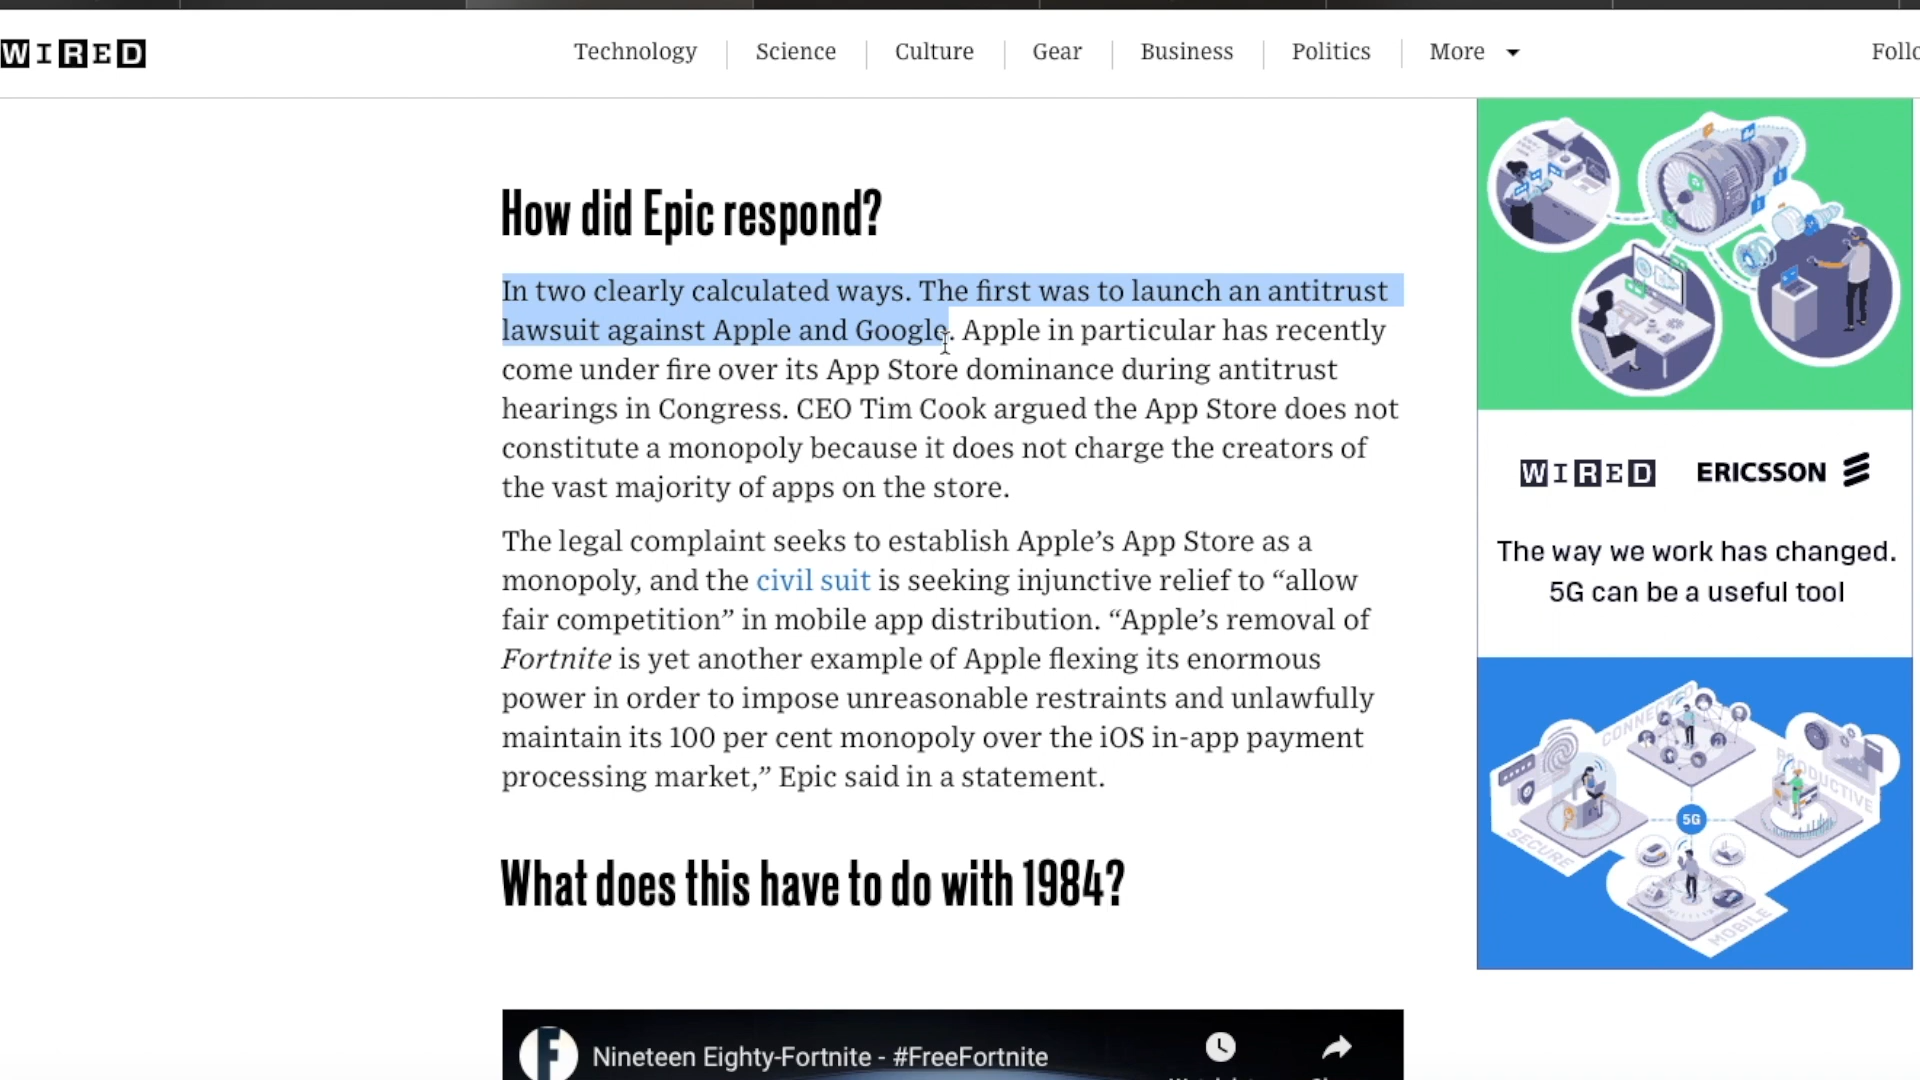 WIRED
Technology
Science
Culture
Gear
Business
Politics
More
How did Epic respond?
In two clearly calculated ways. The first was to launch an antitrust
lawsuit against Apple and Google. Apple in particular has recently
come under fire over its App Store dominance during antitrust
hearings in Congress. CEO Tim Cook argued the App Store does not
constitute a monopoly because it does not charge the creators of
the vast majority of apps on the store.
The legal complaint seeks to establish Apple’s App Store as a
monopoly, and the civil suit is seeking injunctive relief to “allow
fair competition” in mobile app distribution. “Apple’s removal of
Fortnite is yet another example of Apple flexing its enormous
power in order to impose unreasonable restraints and unlawfully
maintain its 100 per cent monopoly over the iOS in-app payment
processing market,” Epic said in a statement.
What does this have to do with 1984?
F
Nineteen Eighty-Fortnite - #FreeFortnite
WIRED ERICSSON
The way we work has changed.
5G can be a useful tool
PRODUCTIVE
5G
SECURE
MOBILE